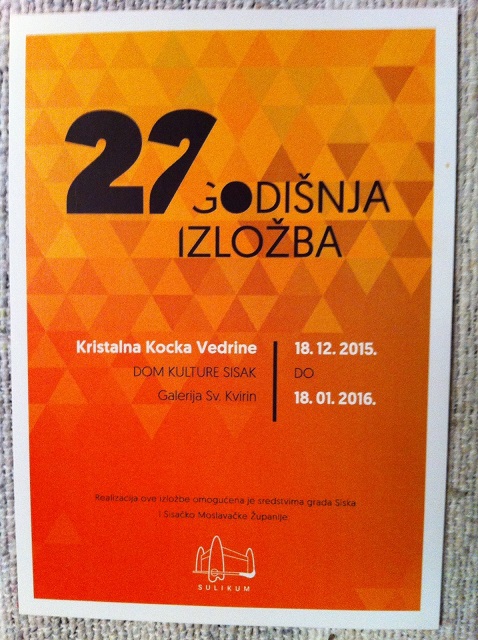 27 GODIŠNJA
IZLOŽBA
Kristalna Kocka Vedrine
DOM KULTURE SISAK
Galerija Sv. Kvirin
18. 12. 2015.
DO
18. 01. 2016.
Realizacija ove izložbe omogućena je sredstvima grada Siska
i Sisačko Moslavačke Županije
SULIKUM